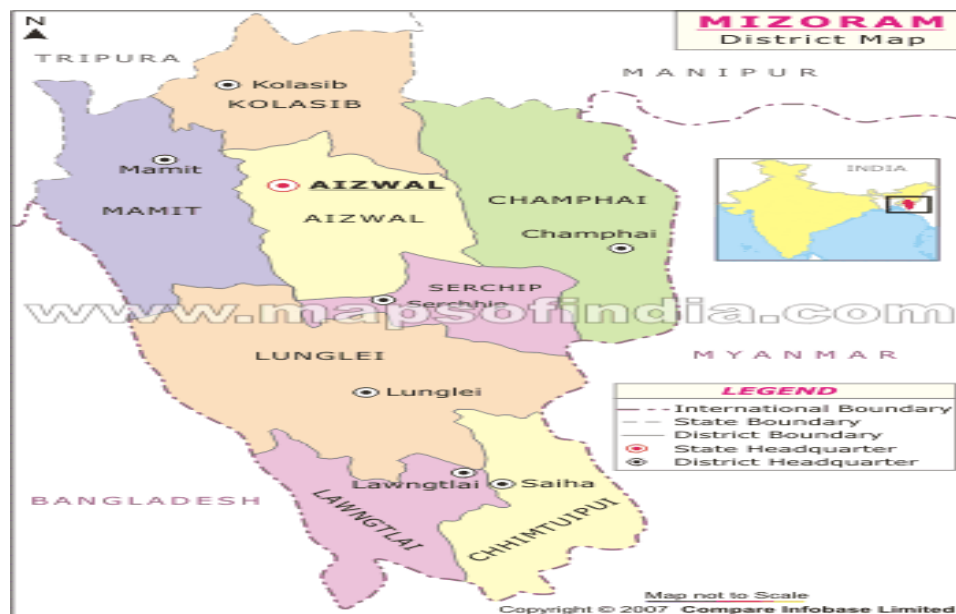 N
MIZORAM
District Map
TRIPURA
MANIPUR
Kolasib
KOLASIB
Mamit
MAMIT
AIZWAL
AIZWAL
CHAMPHAI
Champhai
INDIA
SERCHIP
Serchhip
www.mapsofindia.com
LUNGLEI
Lunglei
MYANMAR
LEGEND
International Boundary
State Boundary
District Boundary
State Headquarter
District Headquarter
BANGLADESH
Lawngtlai
LAWNGTLAI
Saiha
CHHIMTUIPUI
Map not to Scale
Copyright © 2007 Compare Infobase Limited